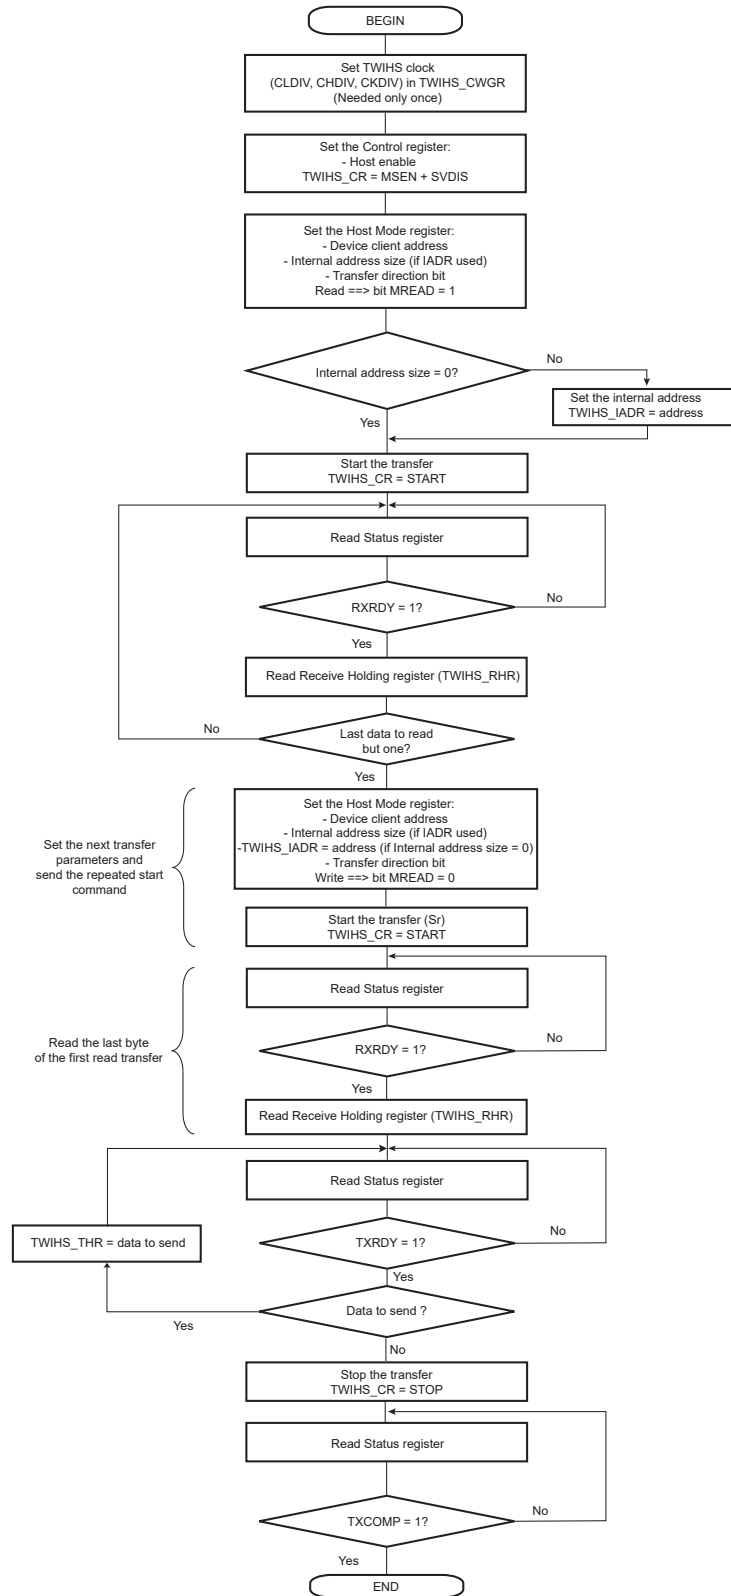 BEGIN
Set TWIHS clock
(CLDIV, CHDIV, CKDIV) in TWIHS_CWGR
(Needed only once)
Set the Control register:
- Host enable
TWIHS_CR = MSEN + SVDIS
Set the Host Mode register:
- Device client address
- Internal address size (if IADR used)
- Transfer direction bit
Read ==> bit MREAD = 1
Internal address size = 0?
No
Set the internal address
TWIHS_IADR = address
Yes
Start the transfer
TWIHS_CR = START
Read Status register
RXRDY = 1?
No
Yes
Read Receive Holding register (TWIHS_RHR)
Last data to read
but one?
No
Yes
Set the next transfer
parameters and
send the repeated start
command
Set the Host Mode register:
- Device client address
- Internal address size (if IADR used)
-TWIHS_IADR = address (if Internal address size = 0)
- Transfer direction bit
Write ==> bit MREAD = 0
Start the transfer (Sr)
TWIHS_CR = START
Read the last byte
of the first read transfer
Read Status register
RXRDY = 1?
No
Yes
Read Receive Holding register (TWIHS_RHR)
Read Status register
TWIHS_THR = data to send
TXRDY = 1?
No
Yes
Data to send ?
Yes
No
Stop the transfer
TWIHS_CR = STOP
Read Status register
TXCOMP = 1?
No
Yes
END